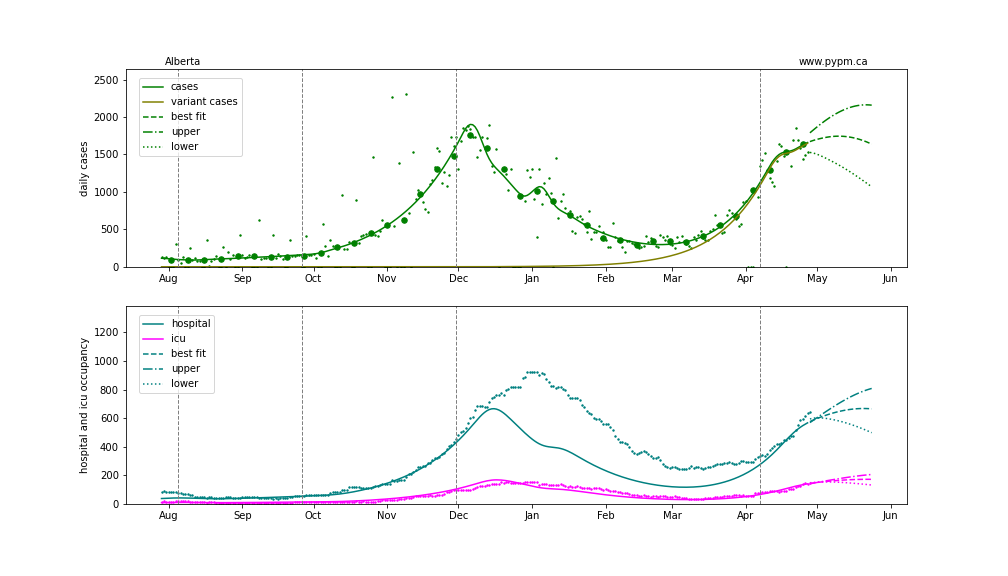 Alberta
www.pypm.ca
2500
2000
1500
1000
500
0
daily cases
cases
variant cases
best fit
upper
lower
Aug Sep Oct Nov Dec Jan Feb Mar Apr May Jun
1200
1000
800
600
400
200
0
hospital and icu occupancy
hospital
icu
best fit
upper
lower
Aug Sep Oct Nov Dec Jan Feb Mar Apr May Jun